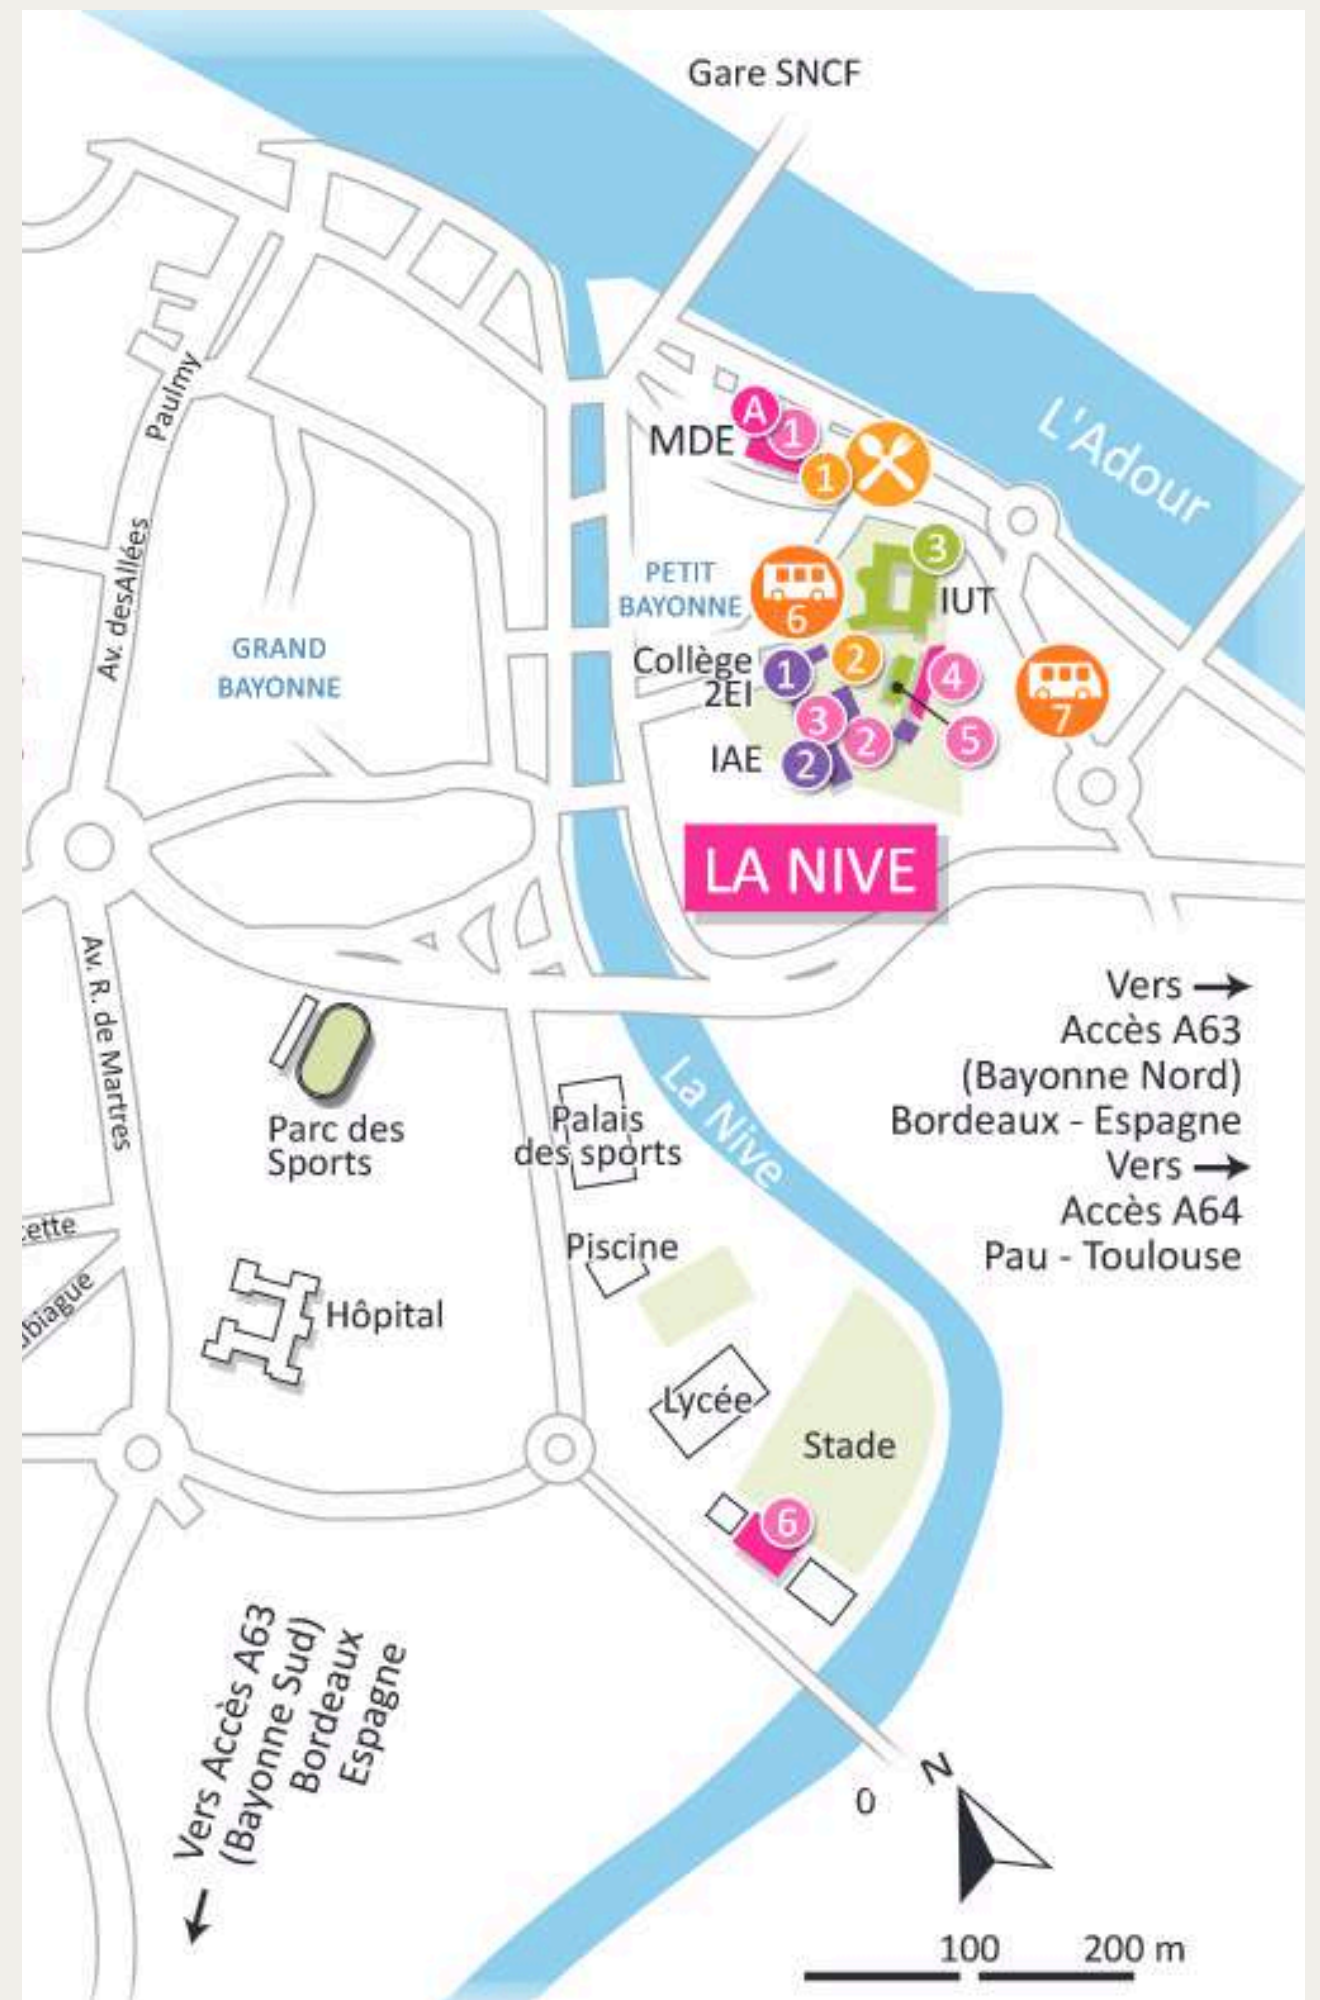 Gare SNCF
L'Adour
Paulmy
Av. desAllées
MDE
A
1
1
3
IUT
PETIT
BAYONNE
6
GRAND
BAYONNE
Collège
2EI
1
2
4
7
3
2
5
IAE
2
LA NIVE
Av. R. de Martres
Vers
Accès A63
(Bayonne Nord)
Bordeaux - Espagne
Vers
Accès A64
Pau - Toulouse
La Nive
Parc des
Sports
Palais
des sports
Piscine
Hôpital
Lycée
Stade
6
Vers Accès A63
(Bayonne Sud)
Bordeaux
Espagne
N
0
100
200 m